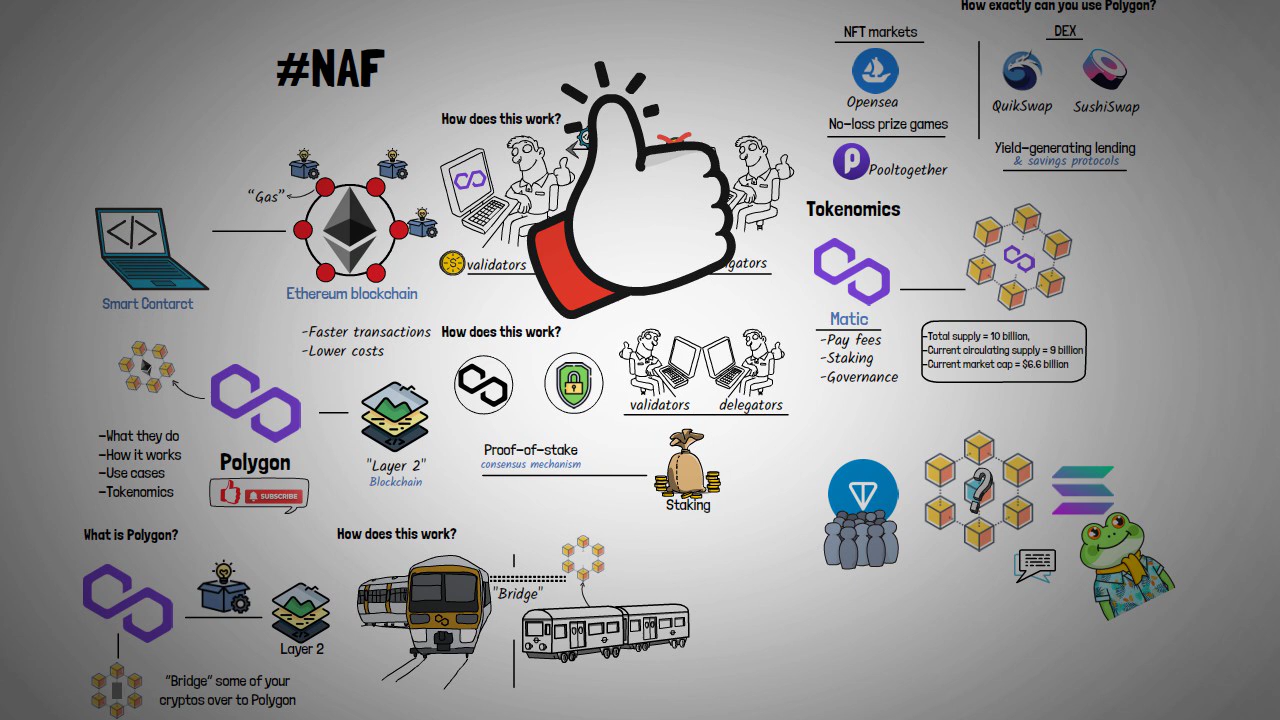 How exactly can you use Polygon?
NFT markets
DEX
Opensea
QuikSwap
SushiSwap
No-loss prize games
Pooltogether
Yield-generating lending
& savings protocols
#NAF
How does this work?
"Gas"
Smart Contarct
Ethereum blockchain
validators
gators
Tokenomics
Matic
-Pay fees
-Staking
-Governance
-Total supply = 10 billion,
-Current circulating supply = 9 billion
-Current market cap = $6.6 billion
-Faster transactions
-Lower costs
How does this work?
validators
delegators
-What they do
-How it works
-Use cases
-Tokenomics
Polygon
SUBSCRIBE
"Layer 2"
Blockchain
Proof-of-stake
consensus mechanism
Staking
What is Polygon?
How does this work?
"Bridge"
Layer 2
"Bridge" some of your
cryptos over to Polygon
?